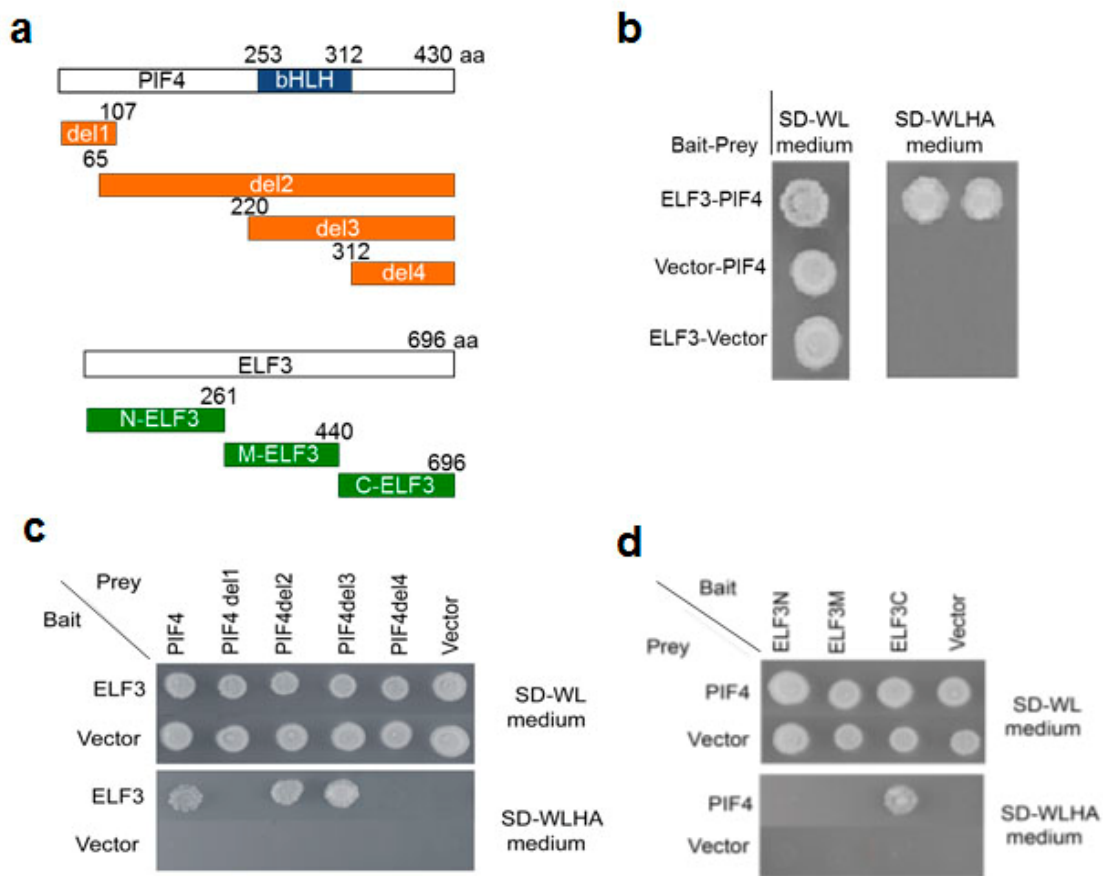 a
253 312 430 aa
PIF4 bHLH
107
del1
65
del2
220
del3
312
del4
696 aa
ELF3
261
N-ELF3
440
M-ELF3
696
C-ELF3
b
Bait-Prey SD-WL medium SD-WLHA medium
ELF3-PIF4
Vector-PIF4
ELF3-Vector
c
Prey
Bait
PIF4 PIF4 del1 PIF4del2 PIF4del3 PIF4del4 Vector
ELF3
Vector
SD-WL
medium
ELF3
Vector
SD-WLHA
medium
d
Bait
Prey
ELF3N ELF3M ELF3C Vector
PIF4
Vector
SD-WL
medium
PIF4
Vector
SD-WLHA
medium